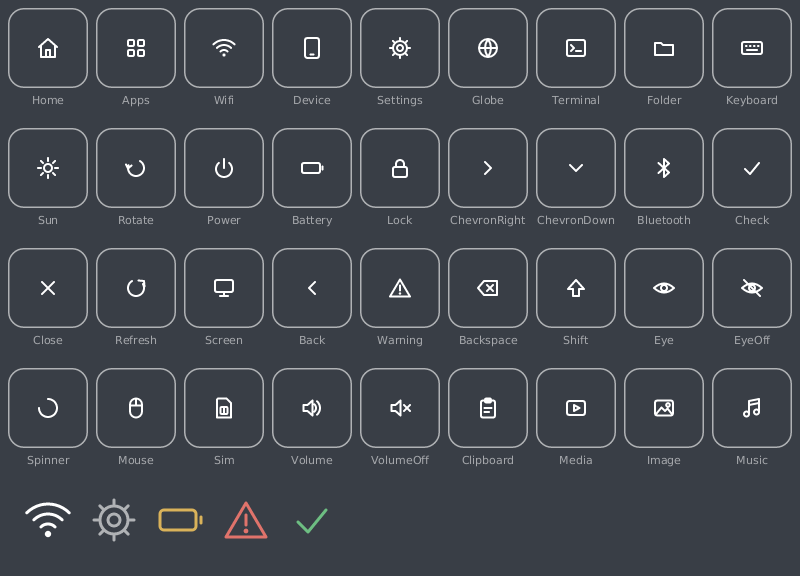 Home Apps Wifi Device Settings Globe Terminal Folder Keyboard
Sun Rotate Power Battery Lock ChevronRight ChevronDown Bluetooth Check
Close Refresh Screen Back Warning Backspace Shift Eye EyeOff
Spinner Mouse Sim Volume VolumeOff Clipboard Media Image Music